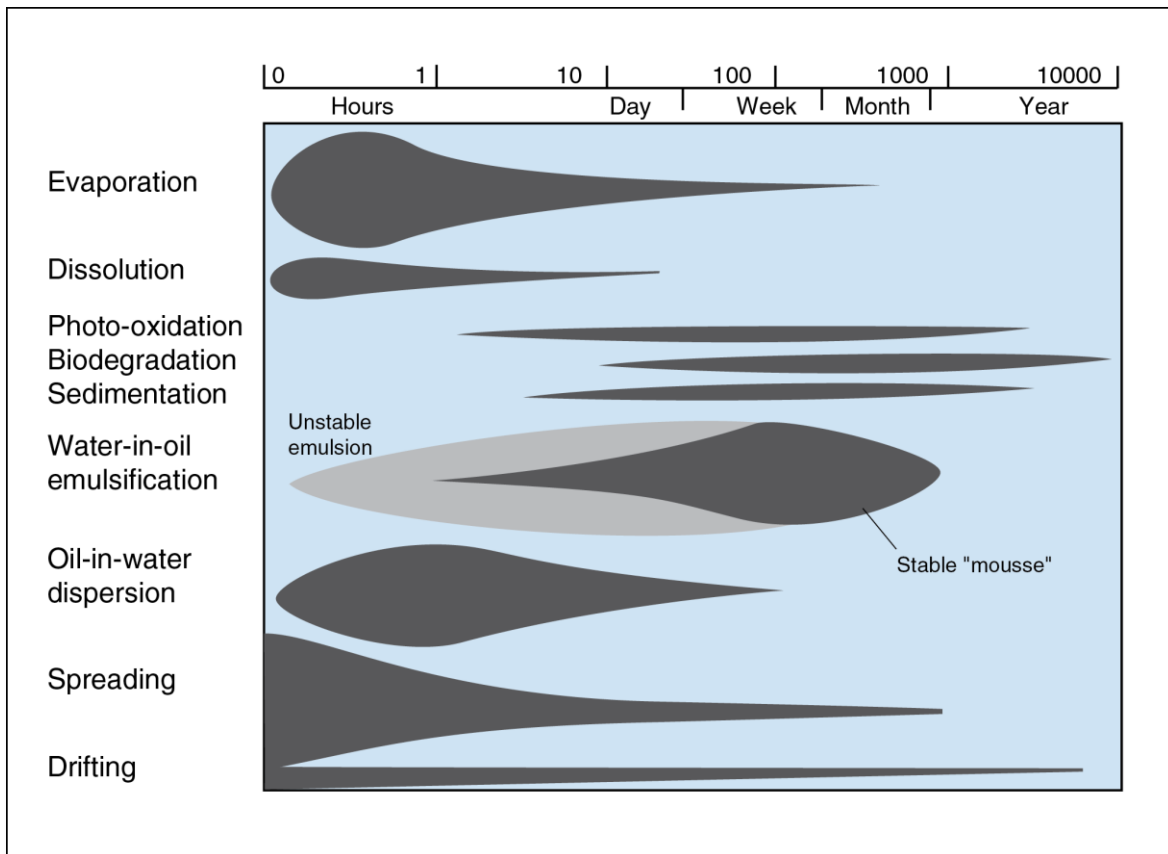 0 1 10 100 1000 10000
Hours Day Week Month Year
Evaporation
Dissolution
Photo-oxidation
Biodegradation
Sedimentation
Unstable
emulsion
Water-in-oil
emulsification
Stable "mousse"
Oil-in-water
dispersion
Spreading
Drifting